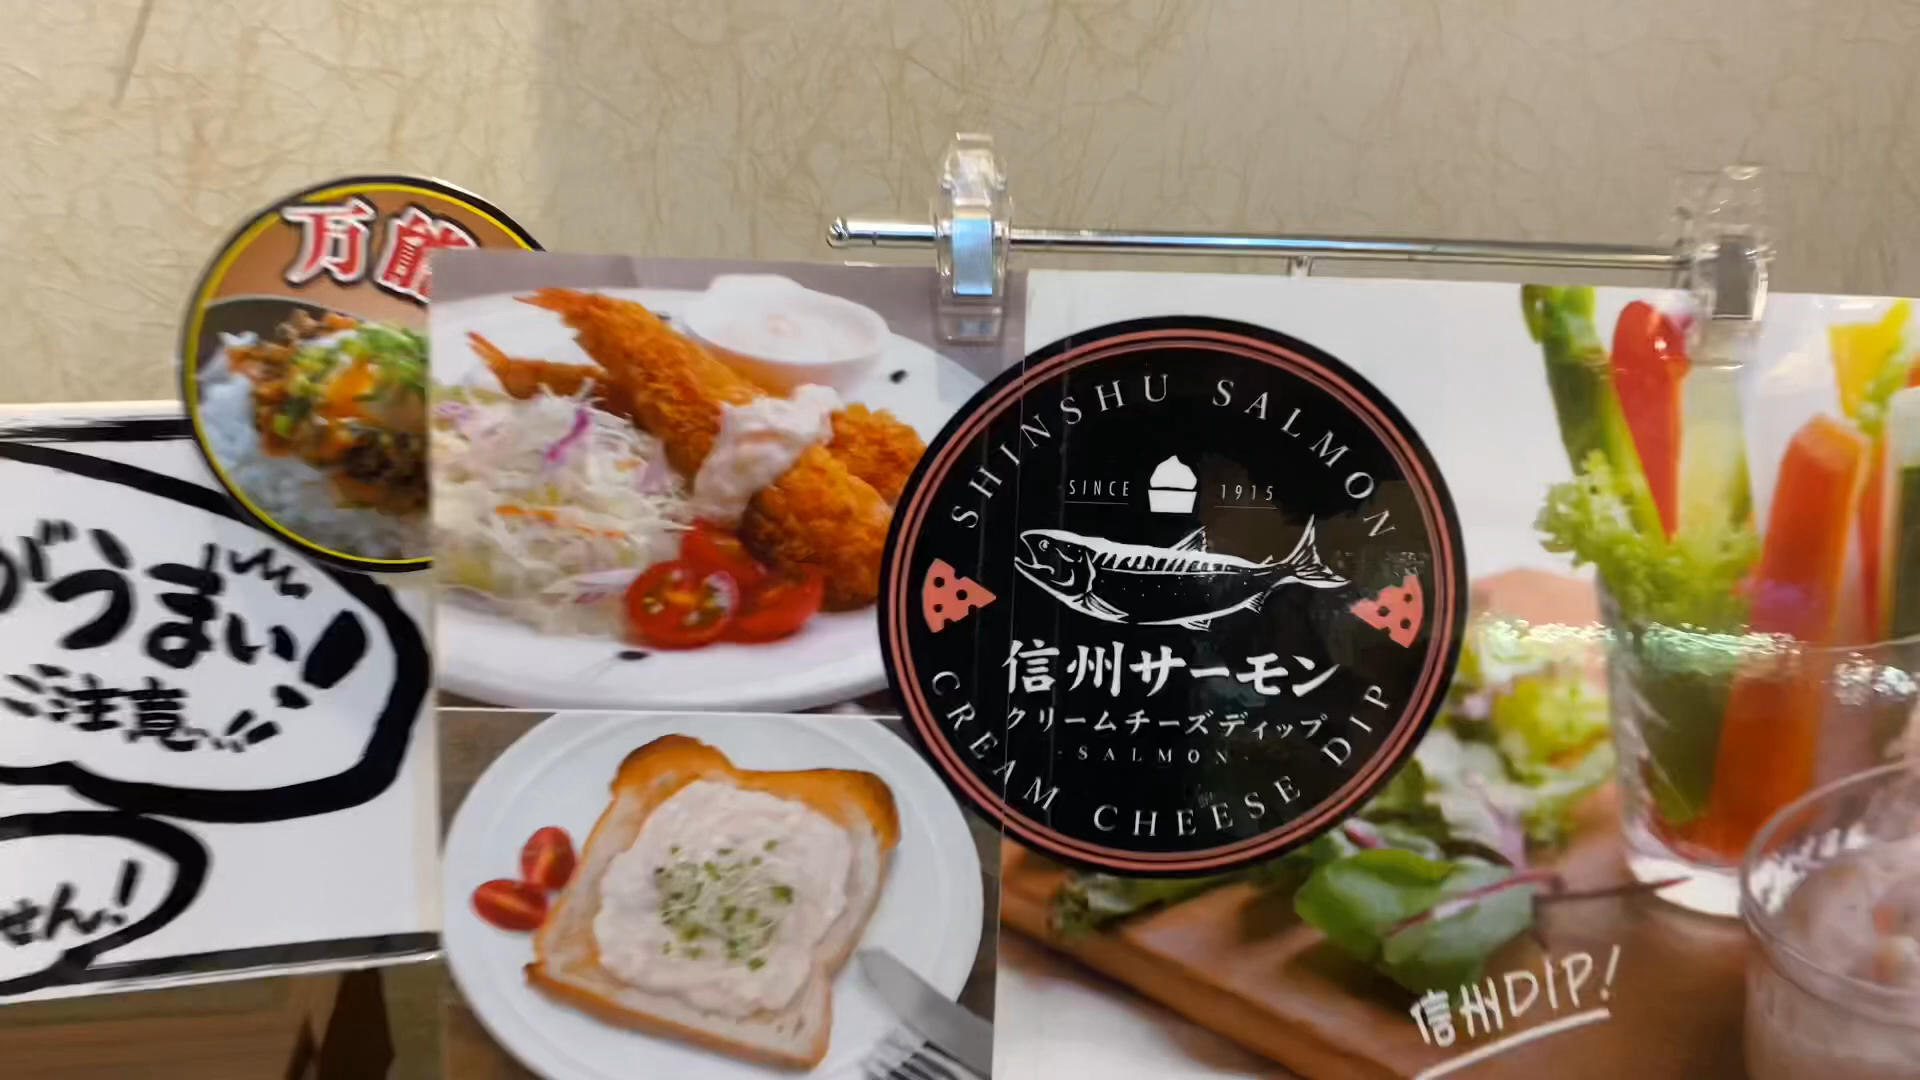 万能
がうまい!
ご注意!!
せん!
SHINSHU SALMON
SINCE 1915
信州サーモン
クリームチーズディップ
-SALMON-
CREAM CHEESE DIP
信州DIP!